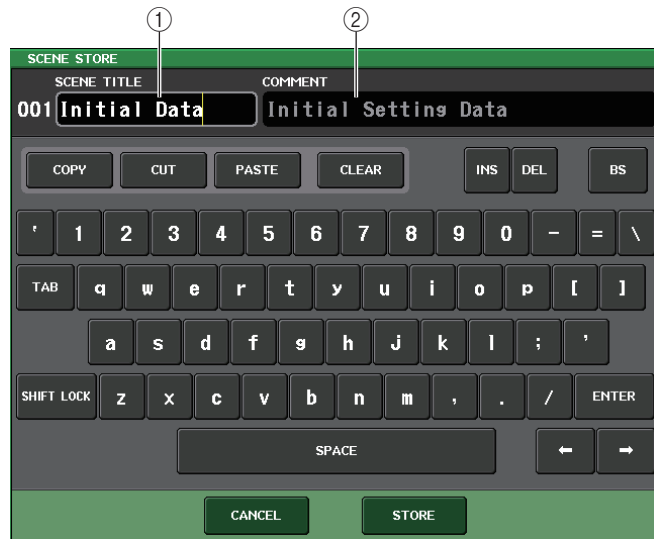 ① ②
SCENE STORE
SCENE TITLE COMMENT
001 Initial Data Initial Setting Data
COPY CUT PASTE CLEAR INS DEL BS
' 1 2 3 4 5 6 7 8 9 0 - = \
TAB q w e r t y u i o p [ ]
a s d f g h j k l ; '
SHIFT LOCK z x c v b n m , . / ENTER
SPACE ← →
CANCEL STORE